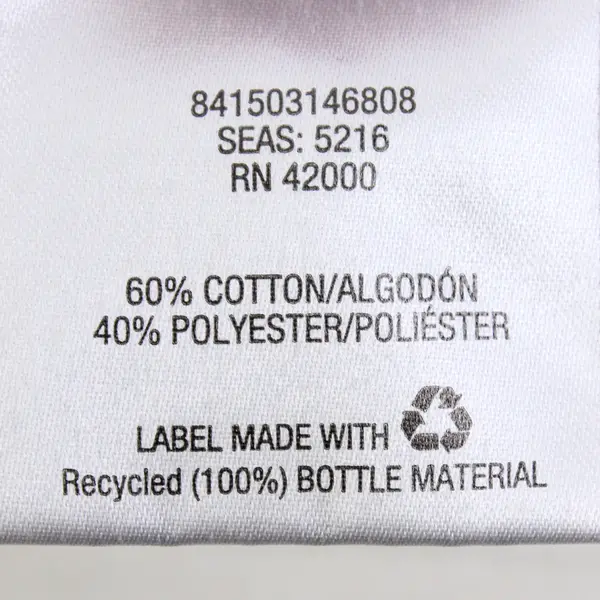 841503146808
SEAS: 5216
RN 42000
60% COTTON/ALGODÓN
40% POLYESTER/POLIÉSTER
LABEL MADE WITH
Recycled (100%) BOTTLE MATERIAL